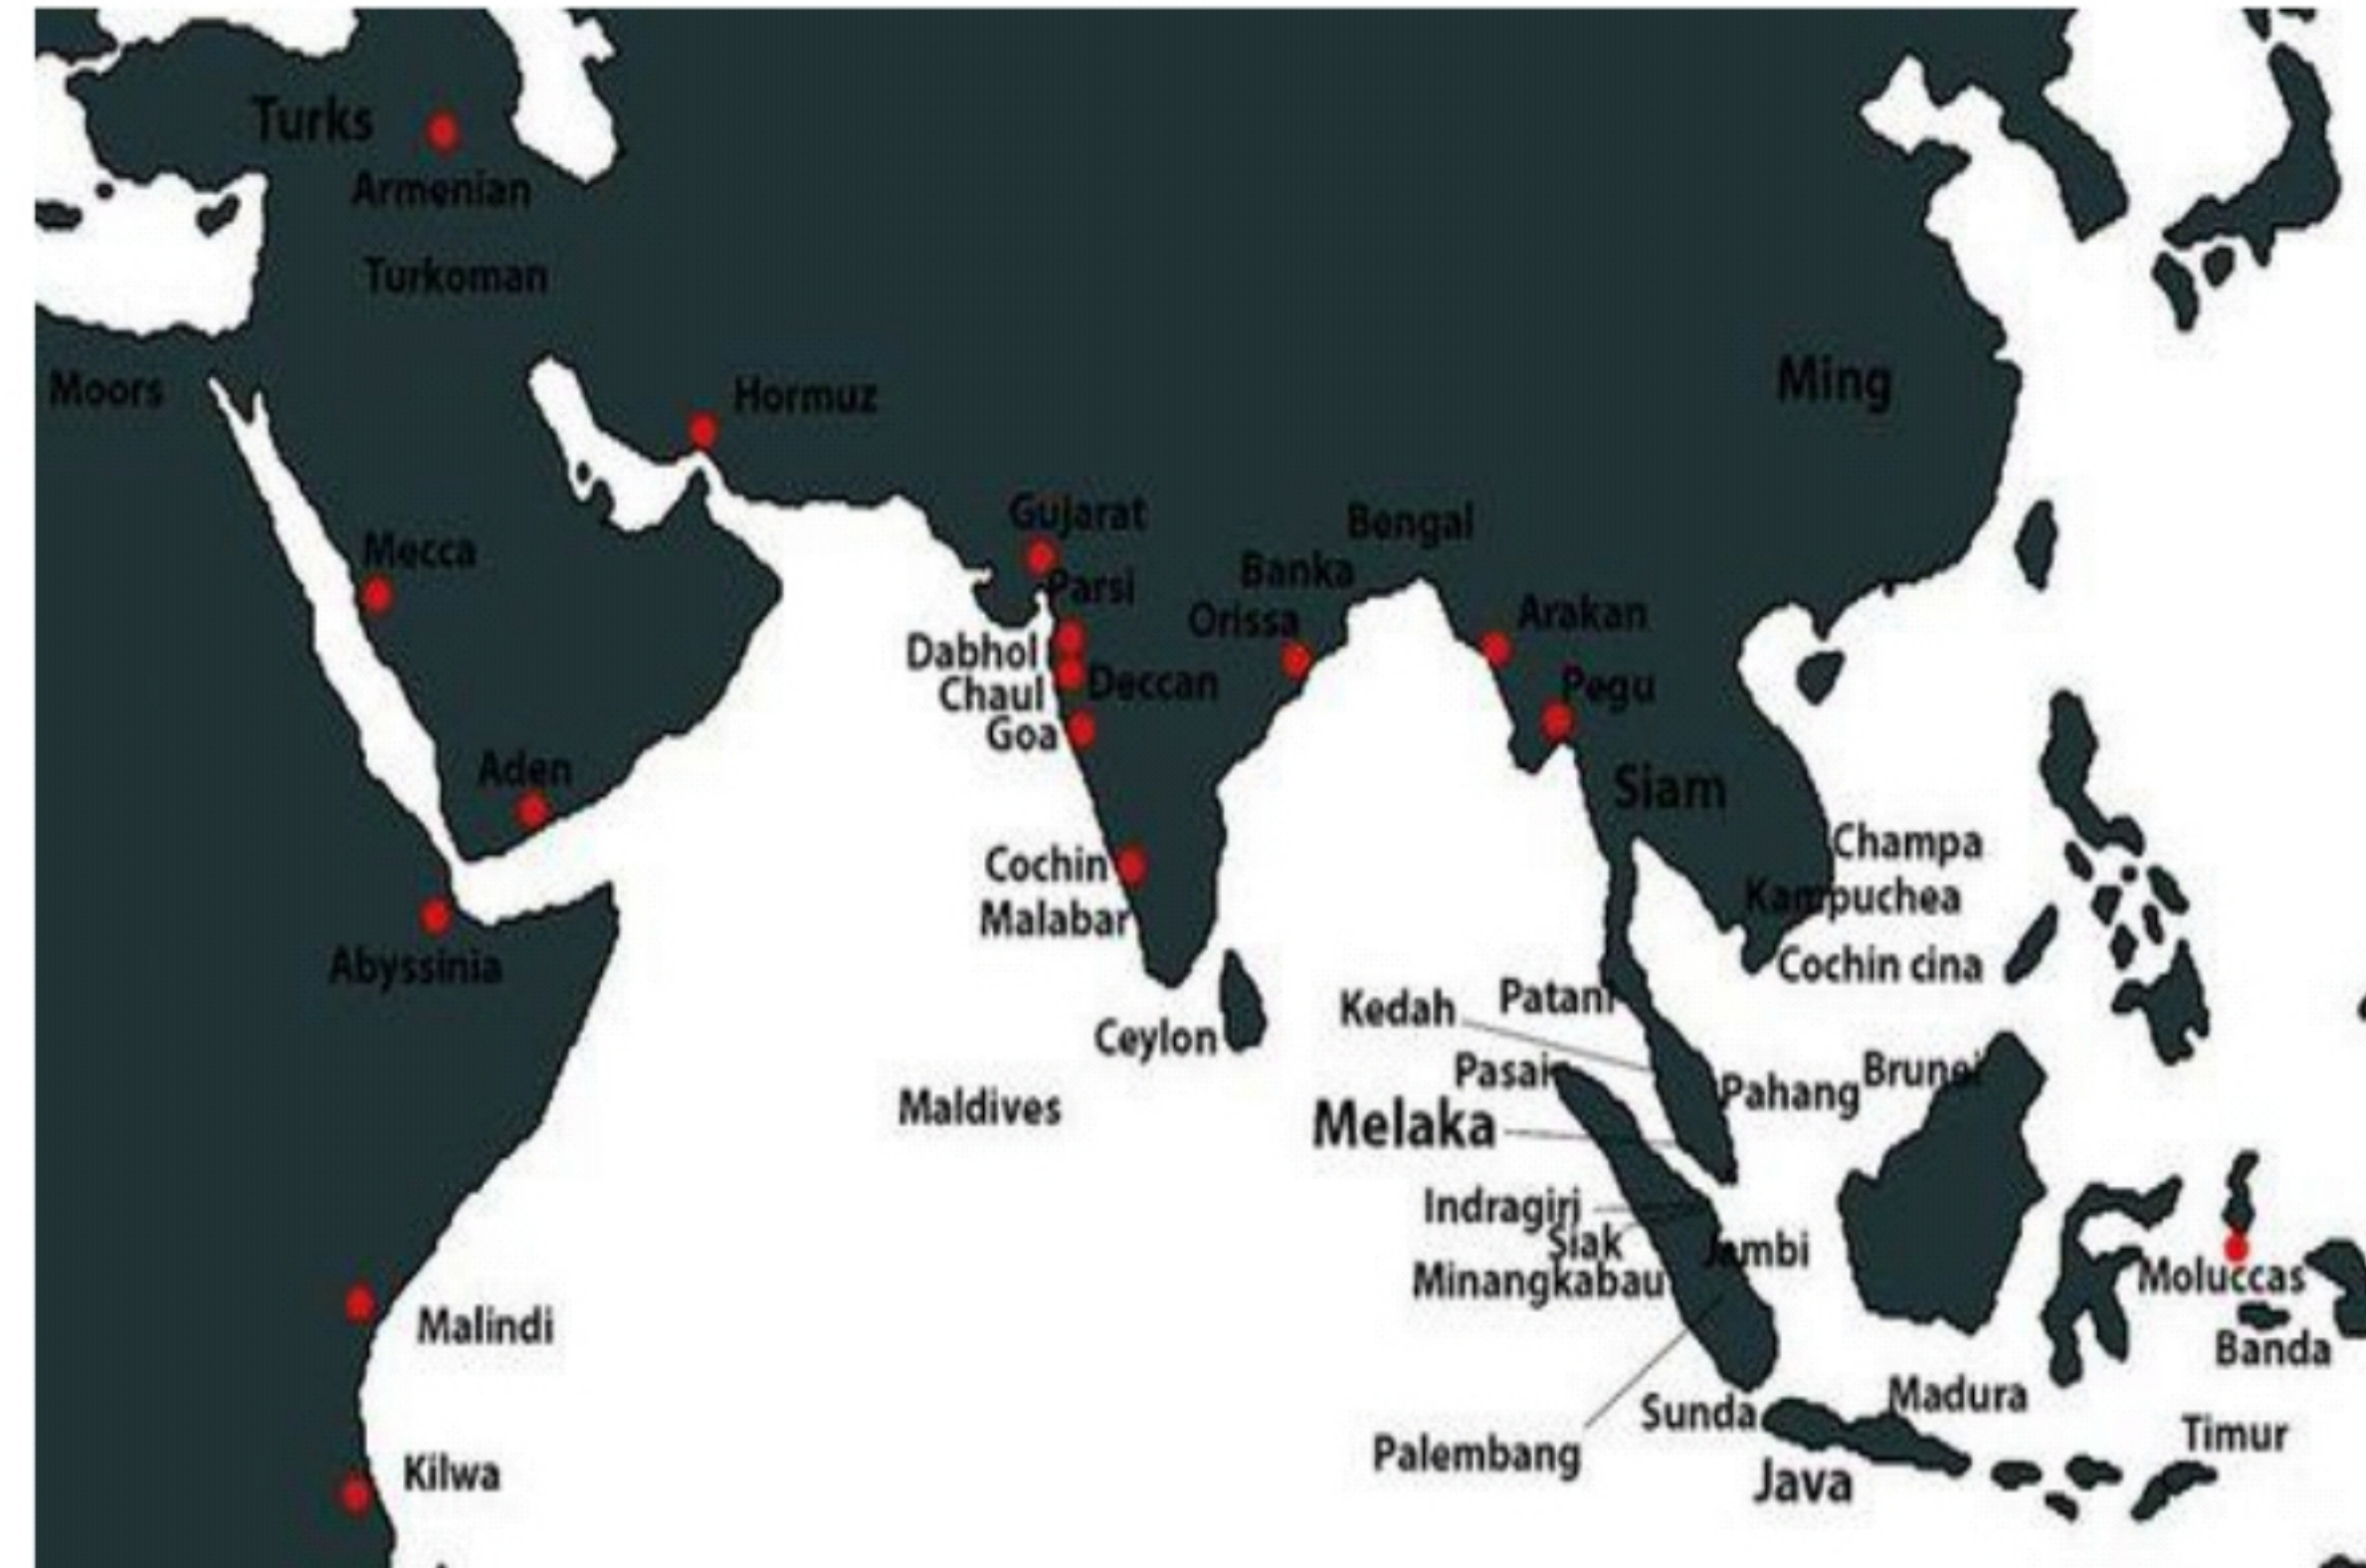 Turks
Armenian
Turkoman
Moors
Hormuz
Ming
Mecca
Gujarat
Parsi
Bengal
Banka
Orissa
Arakan
Dabhol
Deccan
Chaul
Goa
Pegu
Aden
Siam
Cochin
Malabar
Champa
Kampuchea
Cochin cina
Abyssinia
Ceylon
Kedah
Patani
Maldives
Pasai
Pahang
Brunei
Melaka
Indragiri
Siak
Jambi
Minangkabau
Moluccas
Banda
Malindi
Sunda
Madura
Timur
Palembang
Java
Kilwa